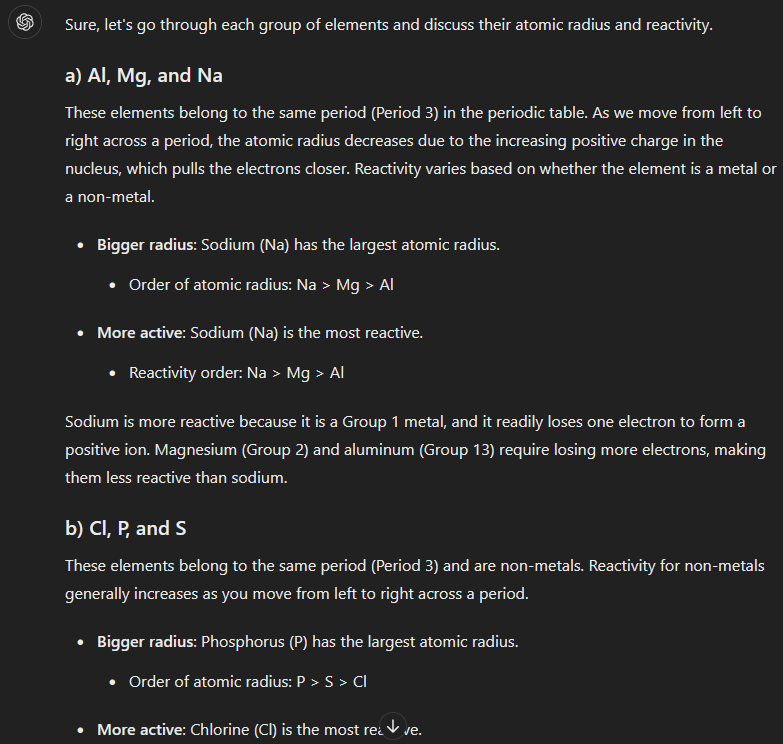 Sure, let's go through each group of elements and discuss their atomic radius and reactivity.
a) Al, Mg, and Na
These elements belong to the same period (Period 3) in the periodic table. As we move from left to
right across a period, the atomic radius decreases due to the increasing positive charge in the
nucleus, which pulls the electrons closer. Reactivity varies based on whether the element is a metal or
a non-metal.
• Bigger radius: Sodium (Na) has the largest atomic radius.
• Order of atomic radius: Na > Mg > Al
• More active: Sodium (Na) is the most reactive.
• Reactivity order: Na > Mg > Al
Sodium is more reactive because it is a Group 1 metal, and it readily loses one electron to form a
positive ion. Magnesium (Group 2) and aluminum (Group 13) require losing more electrons, making
them less reactive than sodium.
b) Cl, P, and S
These elements belong to the same period (Period 3) and are non-metals. Reactivity for non-metals
generally increases as you move from left to right across a period.
• Bigger radius: Phosphorus (P) has the largest atomic radius.
• Order of atomic radius: P > S > Cl
• More active: Chlorine (Cl) is the most